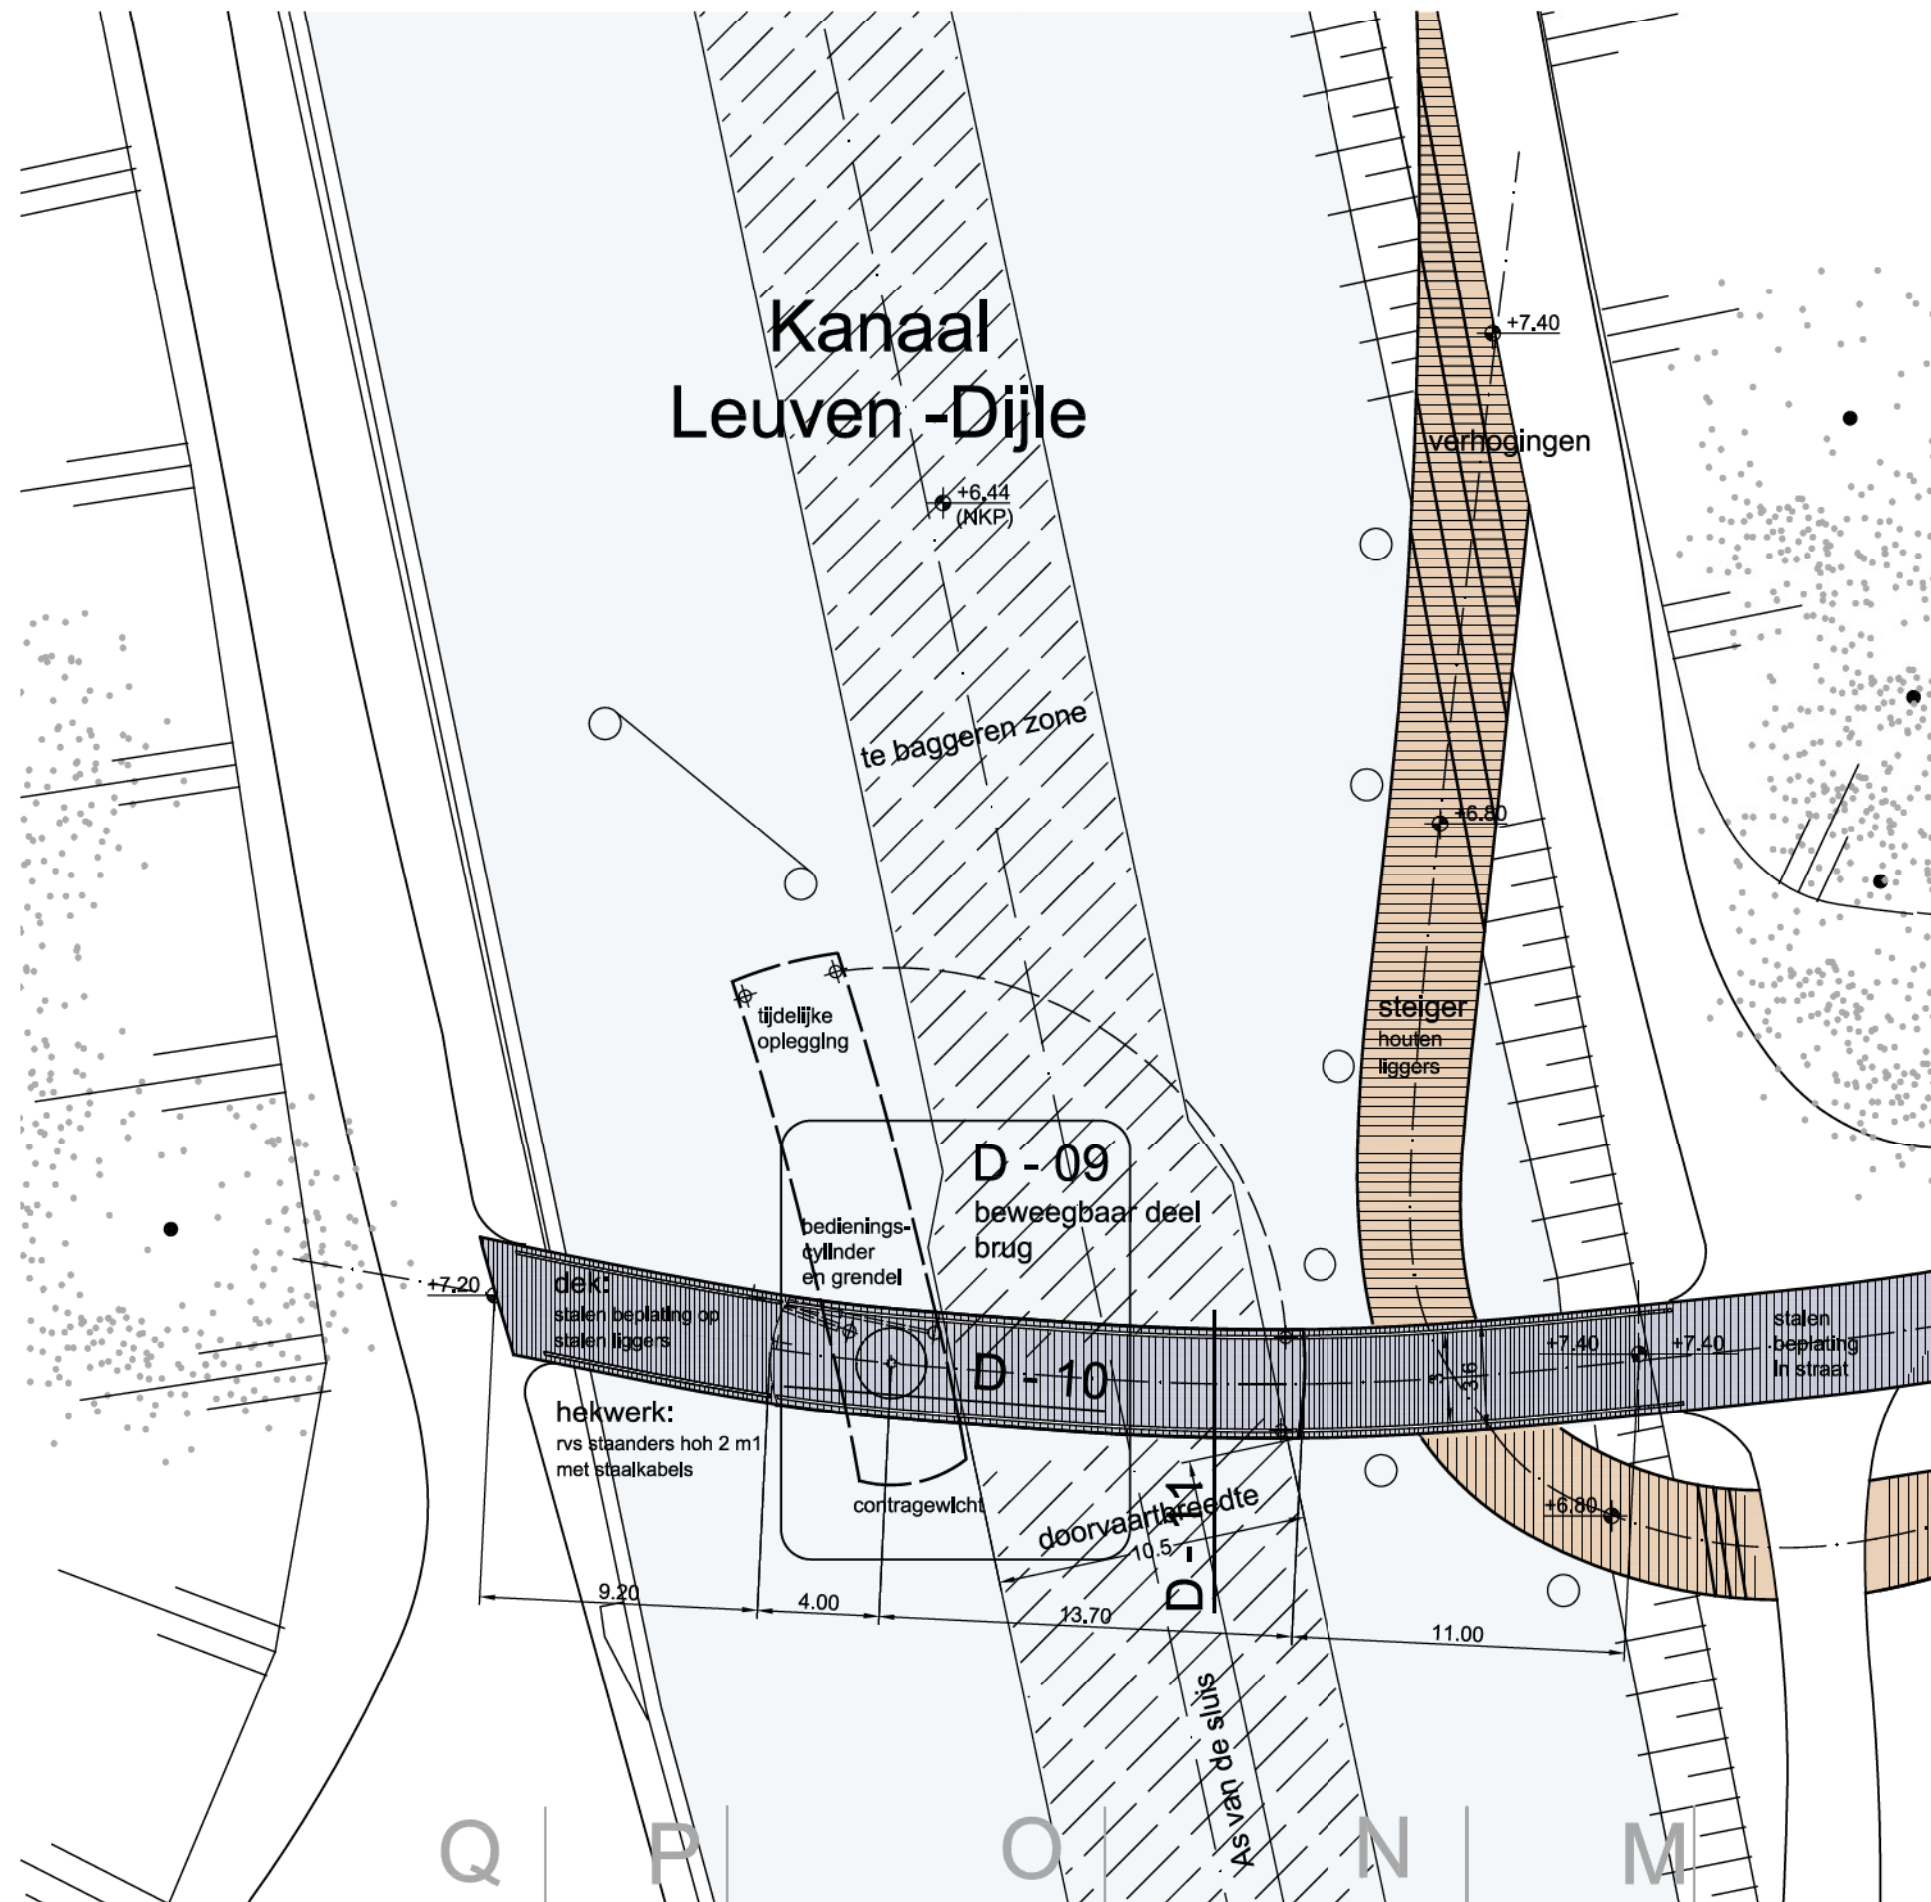 Kanaal
Leuven -Dijle
+7.40
verhogingen
+6.44
(NKP)
te baggeren zone
+6.80
steiger
houten
liggers
tijdelijke
oplegging
D - 09
beweegbaar deel
brug
bedienings-
cylinder
en grendel
+7.20
dek:
stalen beplating op
stalen liggers
D - 10
3
3.6
+7.40
+7.40
stalen
beplating
in straat
hekwerk:
rvs staanders hoh 2 m1
met staalkabels
contragewicht
doorvaartbreedte
10.5
D - 11
+6.80
9.20
4.00
13.70
11.00
As van de sluis
Q
P
O
N
M